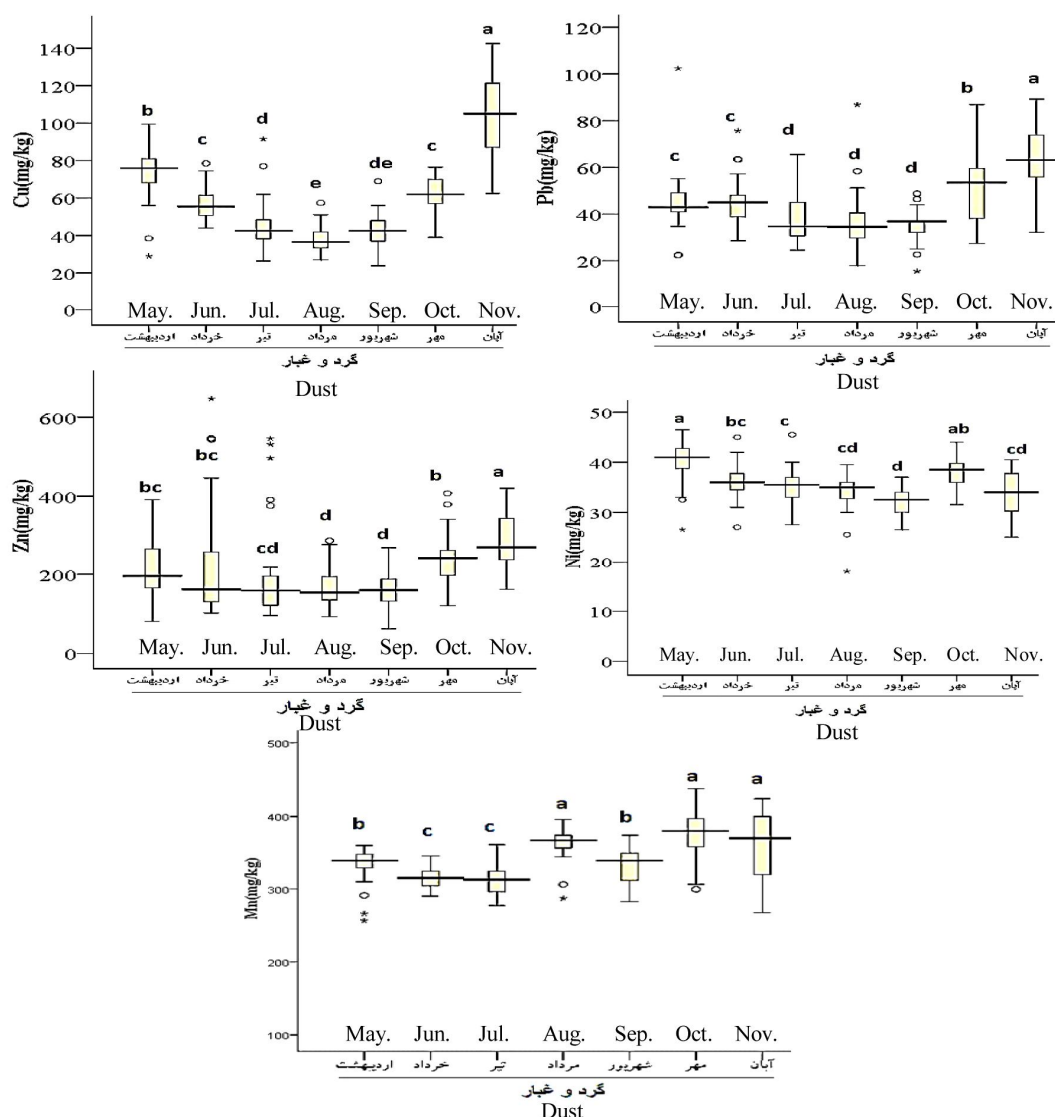 Cu(mg/kg)
140
120
100
80
60
40
20
0
b
c
d
e
de
c
a
May. Jun. Jul. Aug. Sep. Oct. Nov.
اردیبهشت خرداد تیر مرداد شهریور مهر آبان
گرد و غبار
Dust
Pb(mg/kg)
120
100
80
60
40
20
0
c
c
d
d
d
b
a
May. Jun. Jul. Aug. Sep. Oct. Nov.
اردیبهشت خرداد تیر مرداد شهریور مهر آبان
گرد و غبار
Dust
Zn(mg/kg)
600
400
200
0
bc
bc
cd
d
d
b
a
May. Jun. Jul. Aug. Sep. Oct. Nov.
اردیبهشت خرداد تیر مرداد شهریور مهر آبان
گرد و غبار
Dust
Ni(mg/kg)
50
40
30
20
10
0
a
bc
c
cd
d
ab
cd
May. Jun. Jul. Aug. Sep. Oct. Nov.
اردیبهشت خرداد تیر مرداد شهریور مهر آبان
گرد و غبار
Dust
Mn(mg/kg)
500
400
300
200
100
b
c
c
a
b
a
a
May. Jun. Jul. Aug. Sep. Oct. Nov.
اردیبهشت خرداد تیر مرداد شهریور مهر آبان
گرد و غبار
Dust